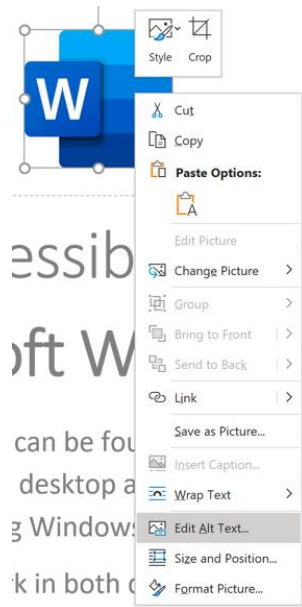 Style Crop
W
Cut
Copy
Paste Options:
A
Edit Picture
essib
Change Picture
Group
oft W
Bring to Front
Send to Back
Link
can be fou
Save as Picture...
Insert Caption...
desktop a
Wrap Text
g Windows
Edit Alt Text...
Size and Position...
rk in both d
Format Picture...